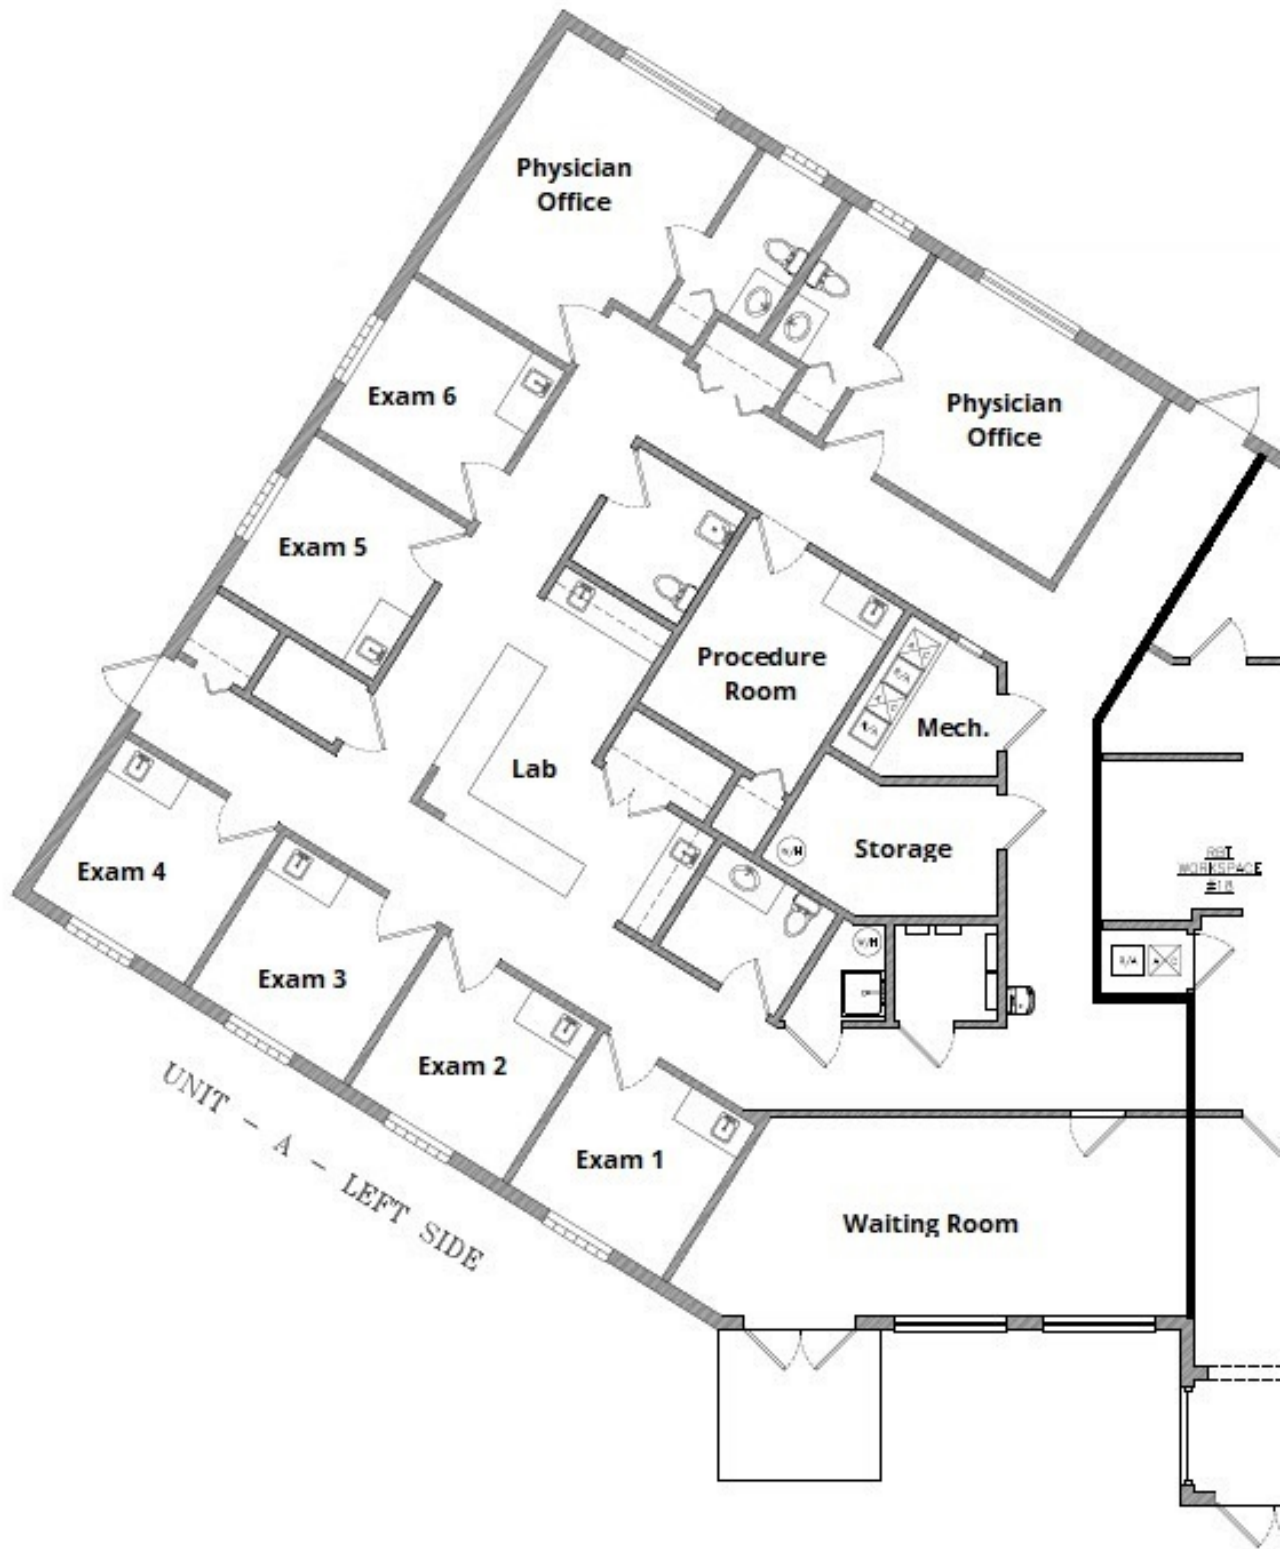 Physician
Office
Exam 6
Physician
Office
Exam 5
Procedure
Room
Mech.
Lab
Storage
Exam 4
Exam 3
Exam 2
Exam 1
Waiting Room
W/H
W/H
R/A
WORKSPACE
UNIT - A - LEFT SIDE